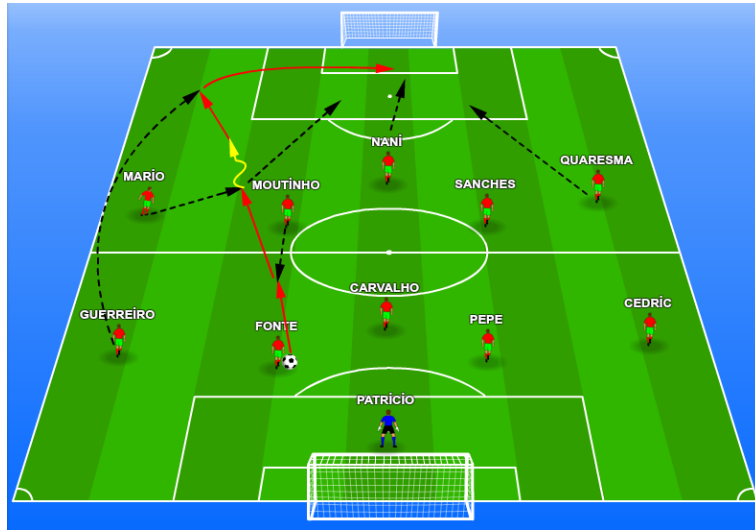 NANİ
QUARESMA
MARİO
MOUTİNHO
SANCHES
CARVALHO
CEDRİC
GUERREİRO
FONTE
PEPE
PATRİCİO